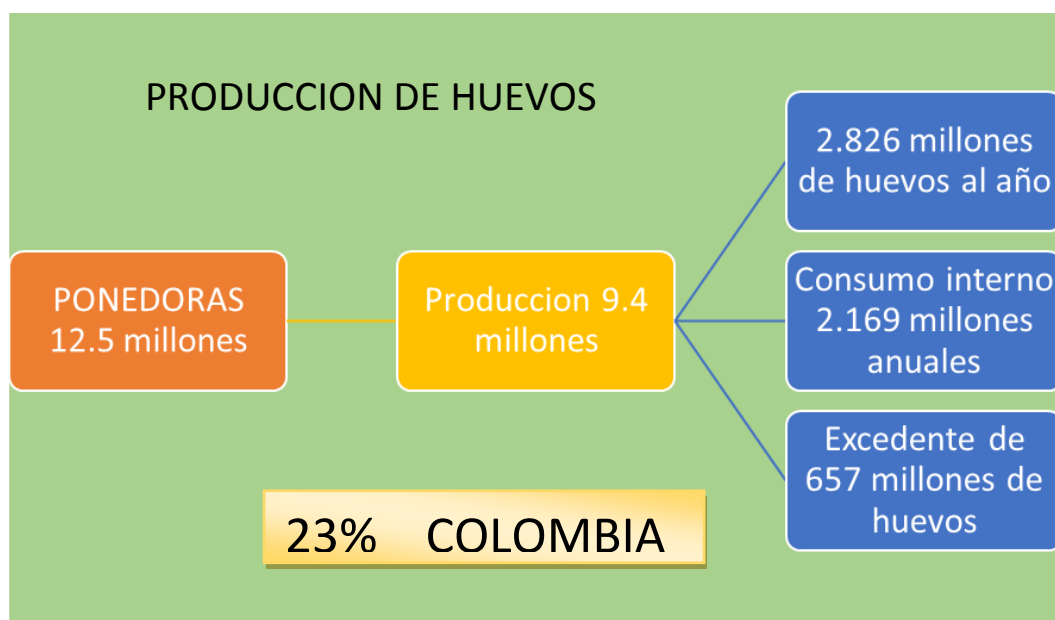 PRODUCCION DE HUEVOS
PONEDORAS
12.5 millones
Produccion 9.4
millones
2.826 millones
de huevos al año
Consumo interno
2.169 millones
anuales
Excedente de
657 millones de
huevos
23% COLOMBIA